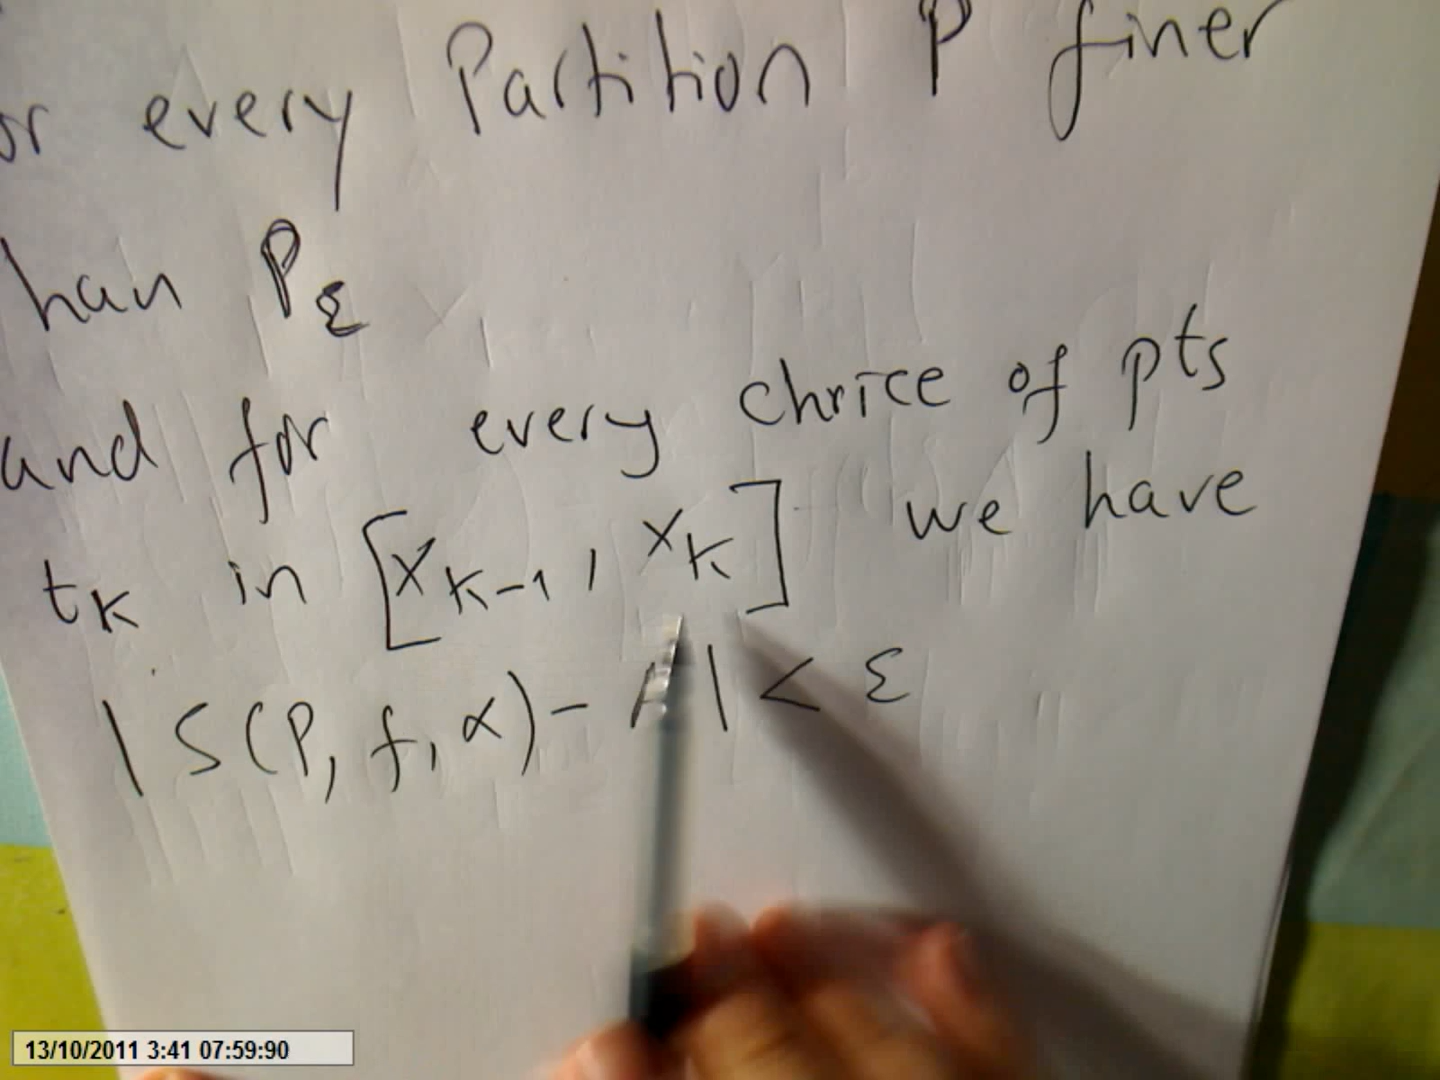 or every Partition P finer
han Pε
and for every choice of pts
tK in [xK-1, xK] we have
|S(P, f, α) - A| < ε
13/10/2011 3:41 07:59:90